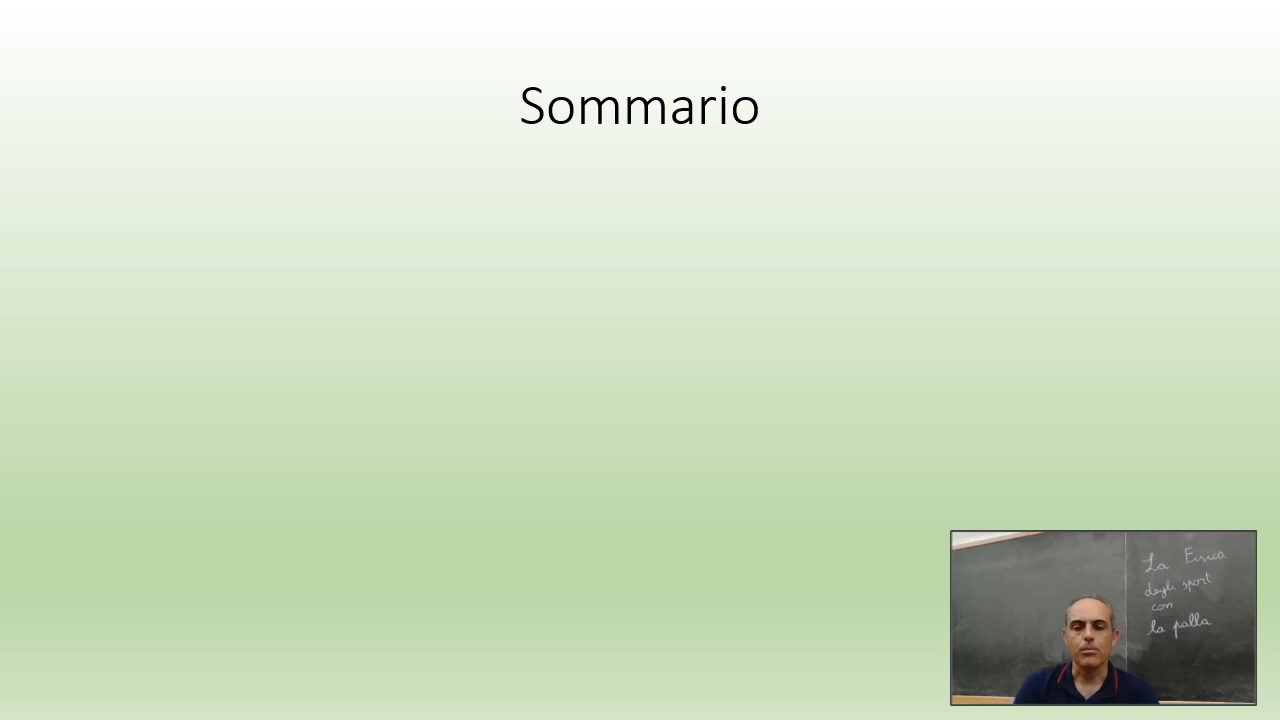 Sommario
La Fisica
degli sport
con
la palla